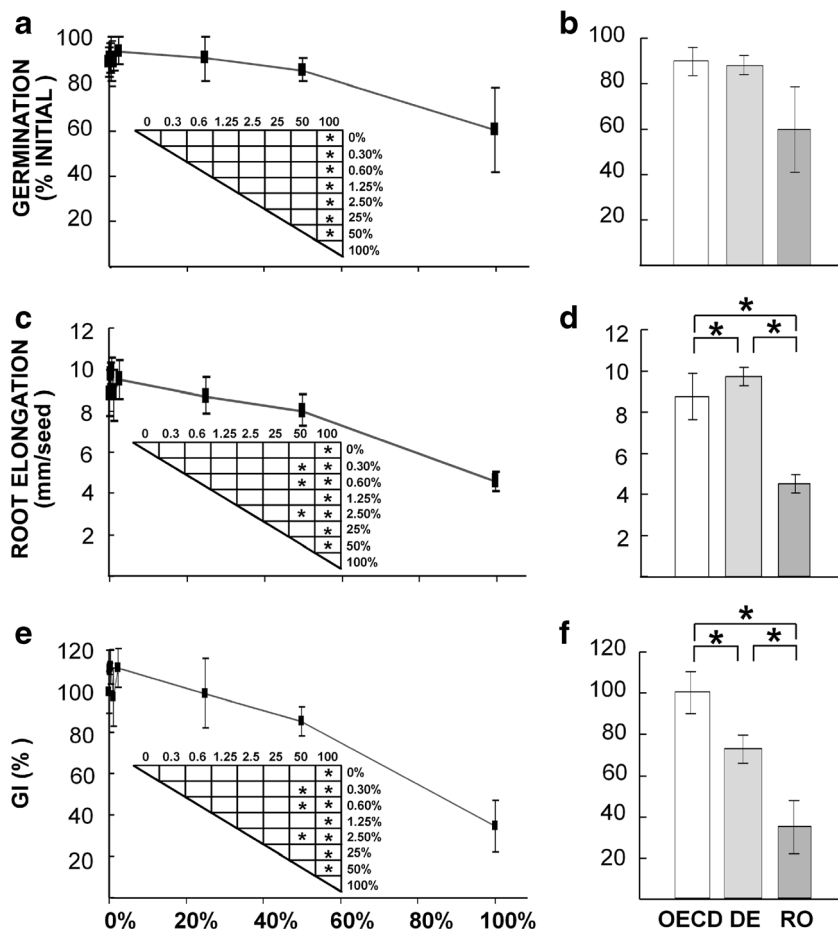 a
GERMINATION
(% INITIAL)
100
80
60
40
20
0 0.3 0.6 1.25 2.5 25 50 100
* 0%
* 0.30%
* 0.60%
* 1.25%
* 2.50%
* 25%
* 50%
100%
b
100
80
60
40
20
c
ROOT ELONGATION
(mm/seed)
12
10
8
6
4
2
0 0.3 0.6 1.25 2.5 25 50 100
* 0%
* * 0.30%
* * 0.60%
* 1.25%
* * 2.50%
* 25%
* 50%
100%
d
*
* *
12
10
8
6
4
2
e
GI (%)
120
100
80
60
40
20
0 0.3 0.6 1.25 2.5 25 50 100
* 0%
* * 0.30%
* * 0.60%
* 1.25%
* * 2.50%
* 25%
* 50%
100%
0% 20% 40% 60% 80% 100%
f
*
* *
120
100
80
60
40
20
OECD DE RO